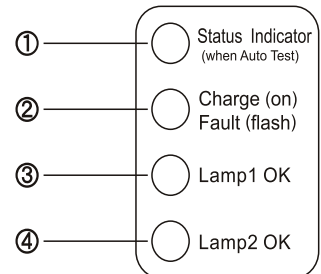 ① Status Indicator
(when Auto Test)
② Charge (on)
Fault (flash)
③ Lamp1 OK
④ Lamp2 OK